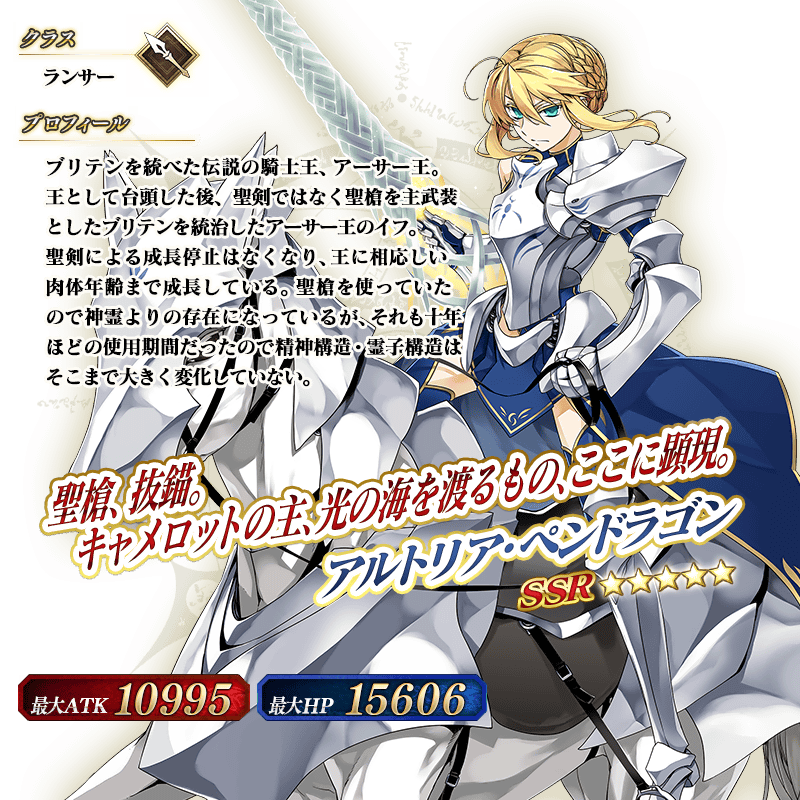 クラス
ランサー
プロフィール
ブリテンを統べた伝説の騎士王、アーサー王。
王として台頭した後、聖剣ではなく聖槍を主武装
としたブリテンを統治したアーサー王のイフ。
聖剣による成長停止はなくなり、王に相応しい
肉体年齢まで成長している。聖槍を使っていた
ので神霊よりの存在になっているが、それも十年
ほどの使用期間だったので精神構造・霊子構造は
そこまで大きく変化していない。
聖槍、抜錨。
キャメロットの主、光の海を渡るもの、ここに顕現。
アルトリア・ペンドラゴン
SSR ★★★★★
最大ATK 10995
最大HP 15606